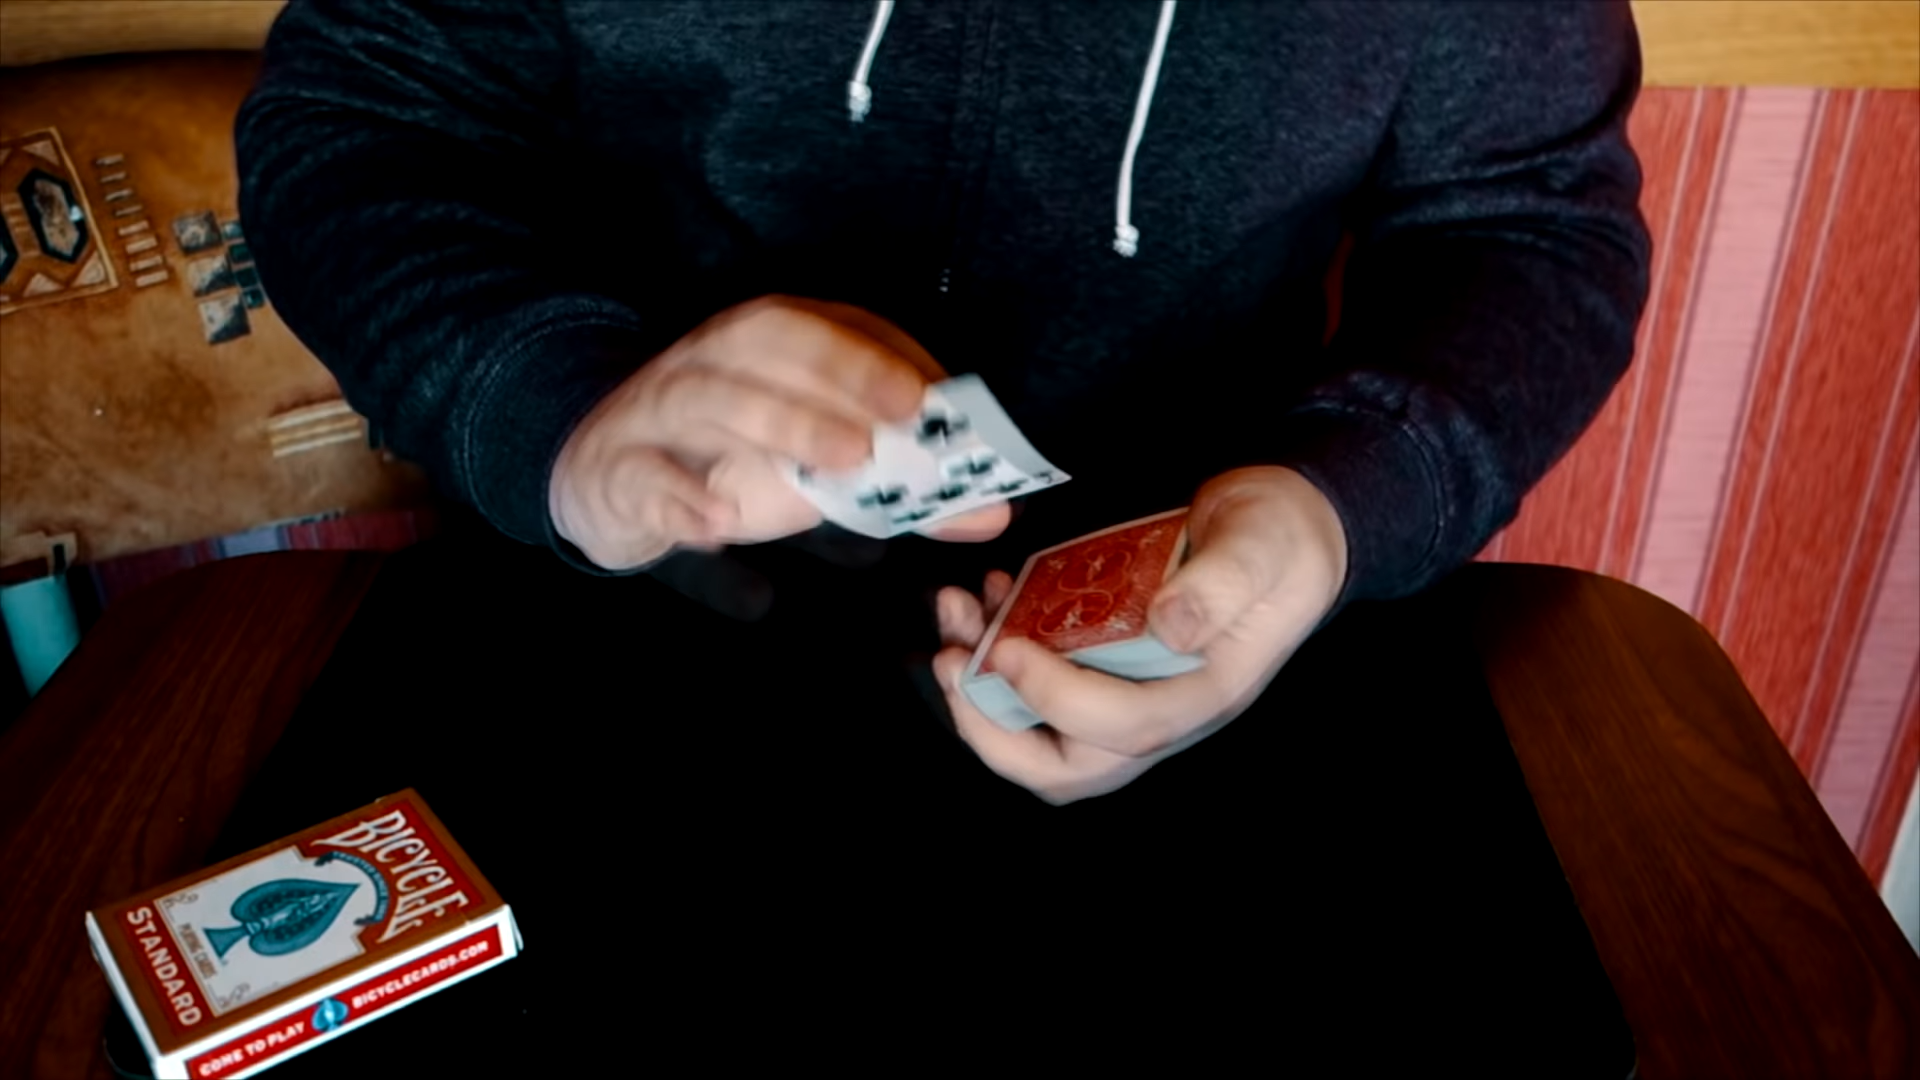 BICYCLE
PLAYING CARDS
STANDARD
COME TO PLAY
BICYCLECARDS.COM